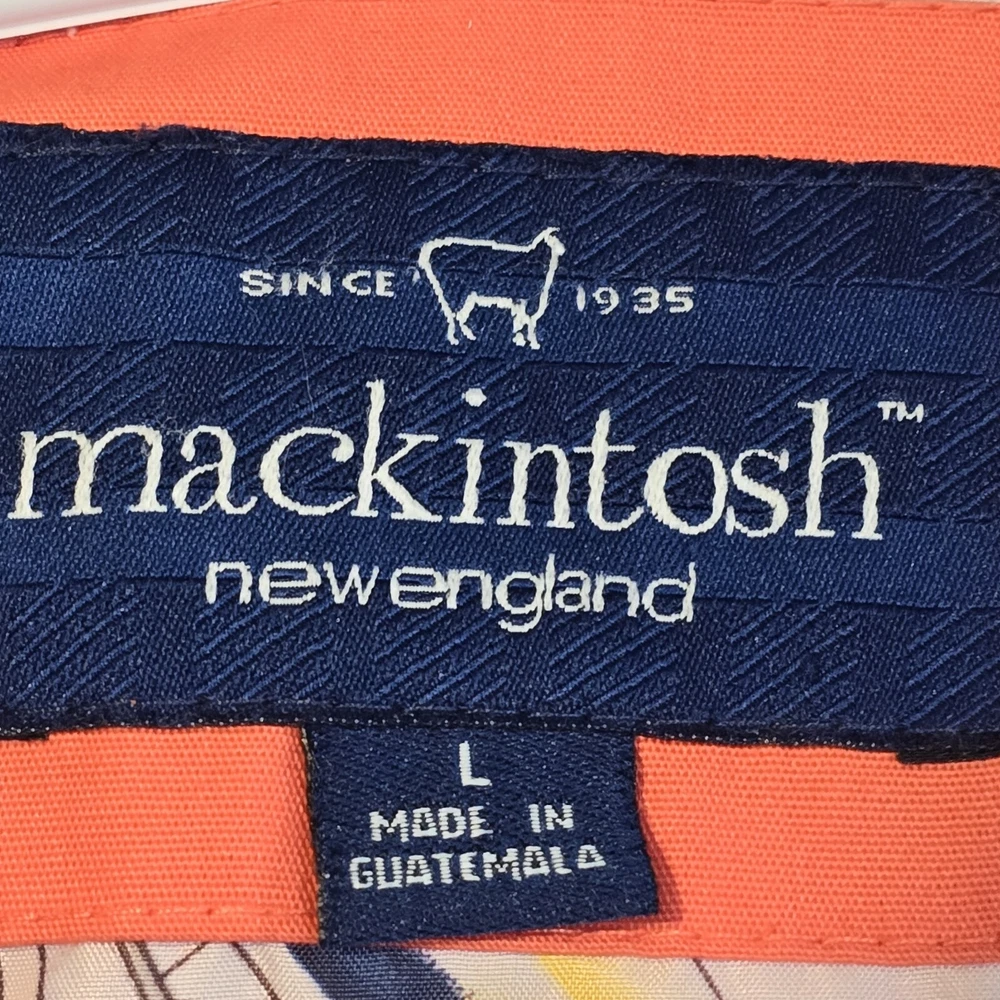 SINCE 1935
mackintosh™
new england
L
MADE IN
GUATEMALA